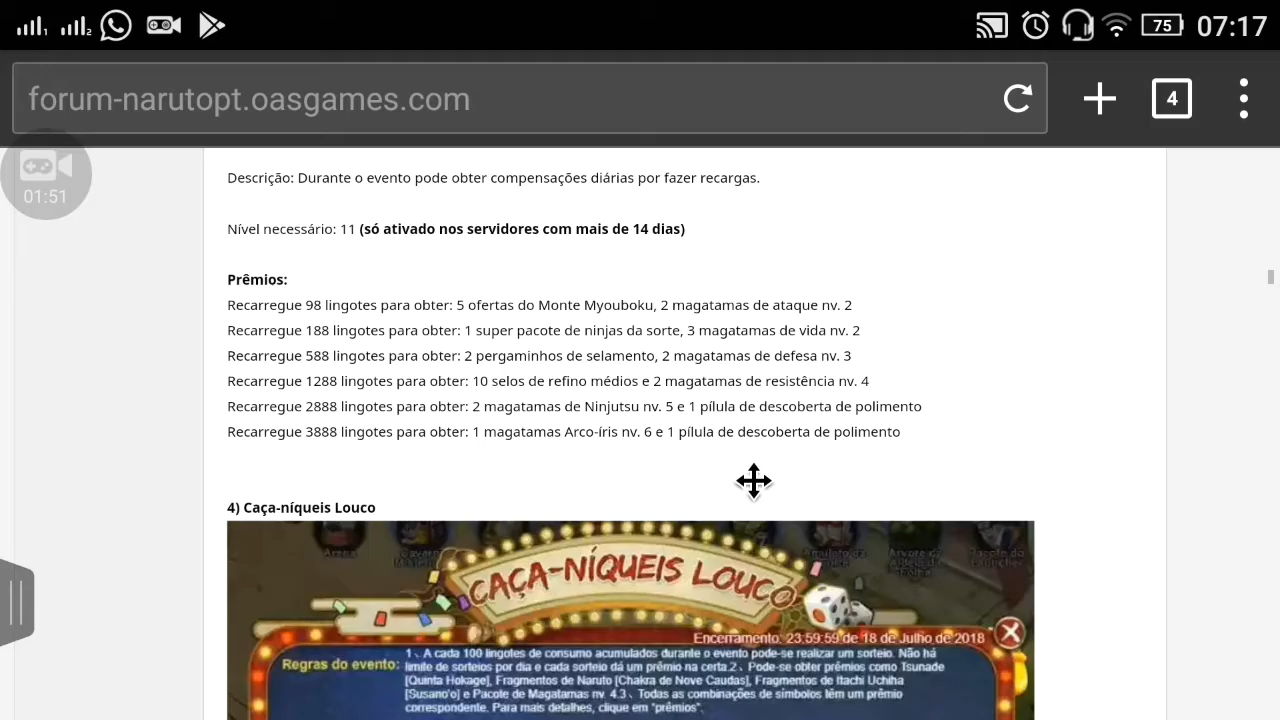 1 2 75 07:17
forum-narutopt.oasgames.com 4
01:51
Descrição: Durante o evento pode obter compensações diárias por fazer recargas.
Nível necessário: 11 (só ativado nos servidores com mais de 14 dias)
Prêmios:
Recarregue 98 lingotes para obter: 5 ofertas do Monte Myouboku, 2 magatamas de ataque nv. 2
Recarregue 188 lingotes para obter: 1 super pacote de ninjas da sorte, 3 magatamas de vida nv. 2
Recarregue 588 lingotes para obter: 2 pergaminhos de selamento, 2 magatamas de defesa nv. 3
Recarregue 1288 lingotes para obter: 10 selos de refino médios e 2 magatamas de resistência nv. 4
Recarregue 2888 lingotes para obter: 2 magatamas de Ninjutsu nv. 5 e 1 pílula de descoberta de polimento
Recarregue 3888 lingotes para obter: 1 magatamas Arco-íris nv. 6 e 1 pílula de descoberta de polimento
4) Caça-níqueis Louco
Arena
CAÇA-NÍQUEIS LOUCO
Encerramento: 23:59:59 de 18 de Julho de 2018
Regras do evento: 1、A cada 100 lingoles de consumo acumulados durante o evento pode-se realizar um sorteio. Não há
limite de sorteios por dia e cada sorteio dá um prêmio na certa.2、Pode-se obter prêmios como Tsunade
[Quinta Hokage], Fragmentos de Naruto [Chakra de Nove Caudas], Fragmentos de Itachi Uchiha
[Susano'o] e Pacote de Magatamas nv. 4.3、Todas as combinações de símbolos têm um prêmio
correspondente. Para mais detalhes, clique em "prêmios".